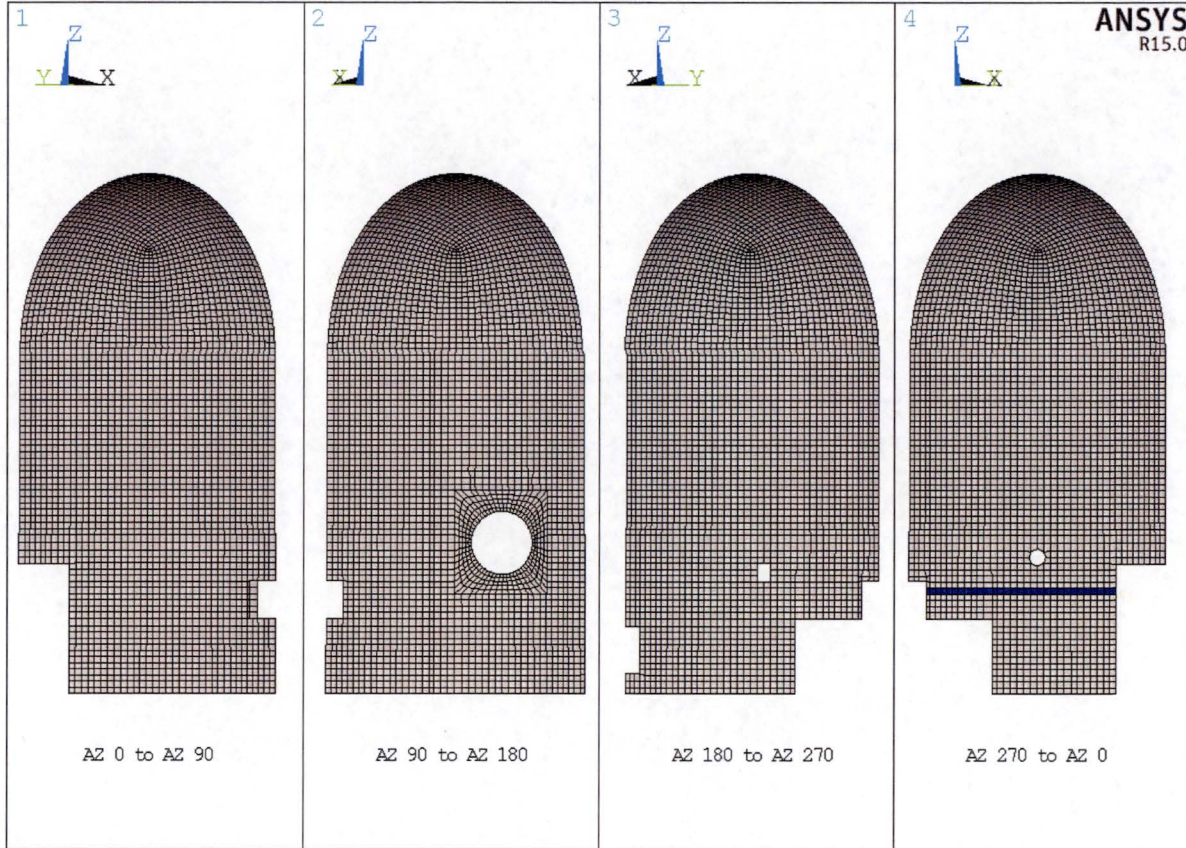 1
Z
Y X
2
Z
X
3
Z
X Y
4
Z
X
ANSYS
R15.0
AZ 0 to AZ 90
AZ 90 to AZ 180
AZ 180 to AZ 270
AZ 270 to AZ 0